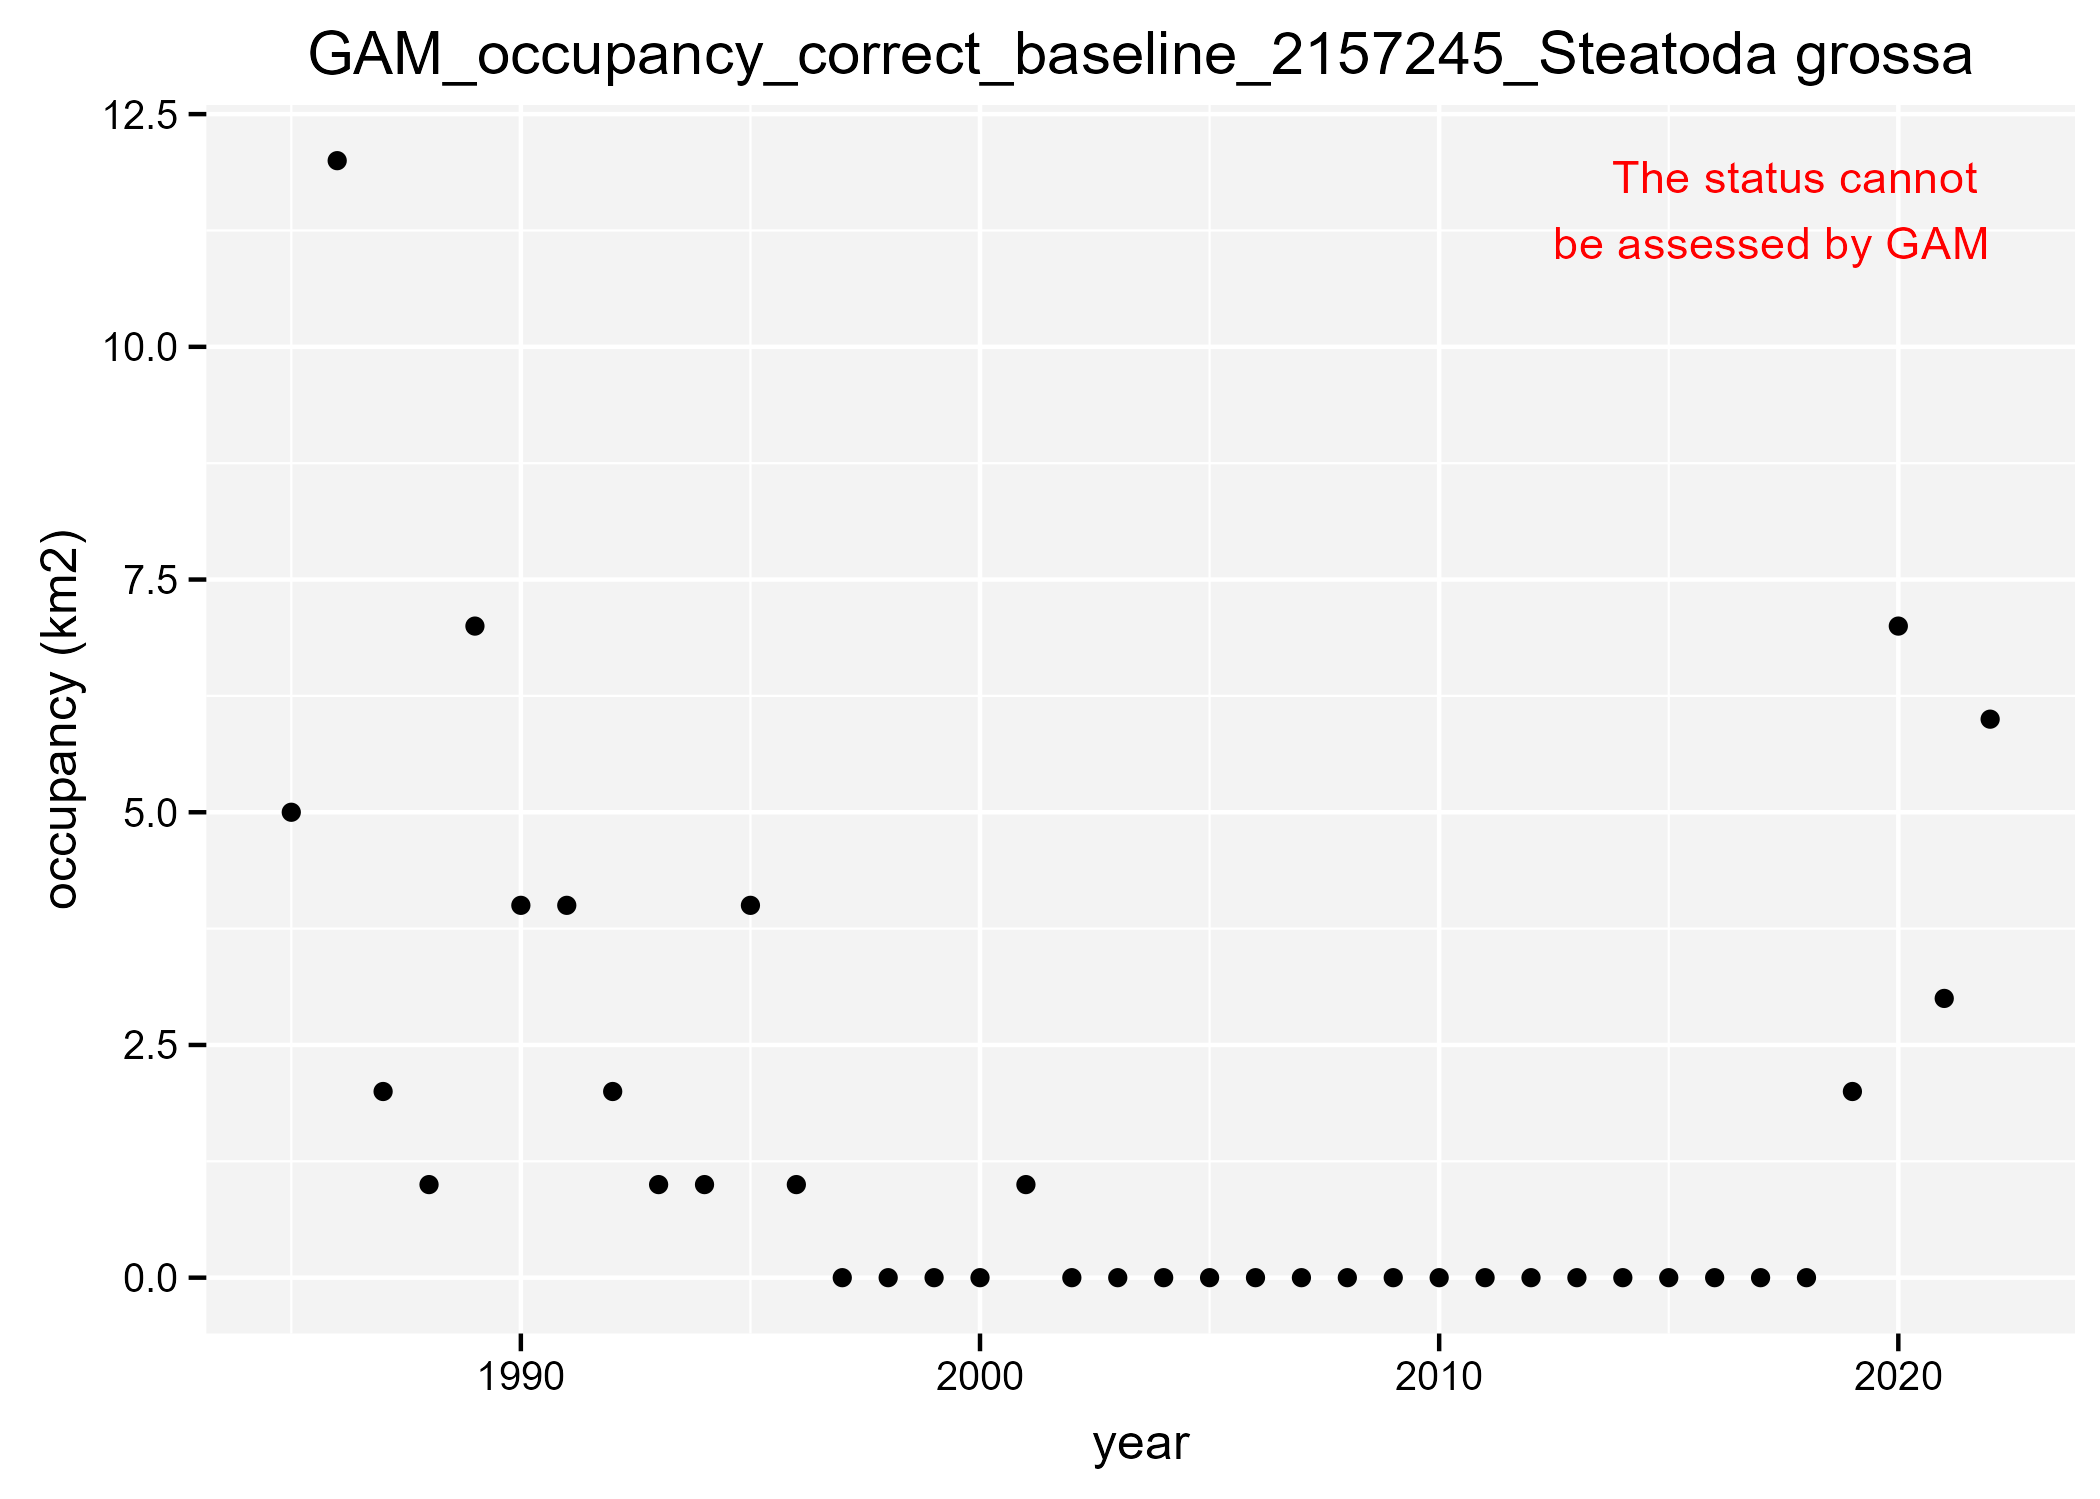 GAM_occupancy_correct_baseline_2157245_Steatoda grossa
12.5
The status cannot
be assessed by GAM
10.0
7.5
occupancy (km2)
5.0
2.5
0.0
1990 2000 2010 2020
year